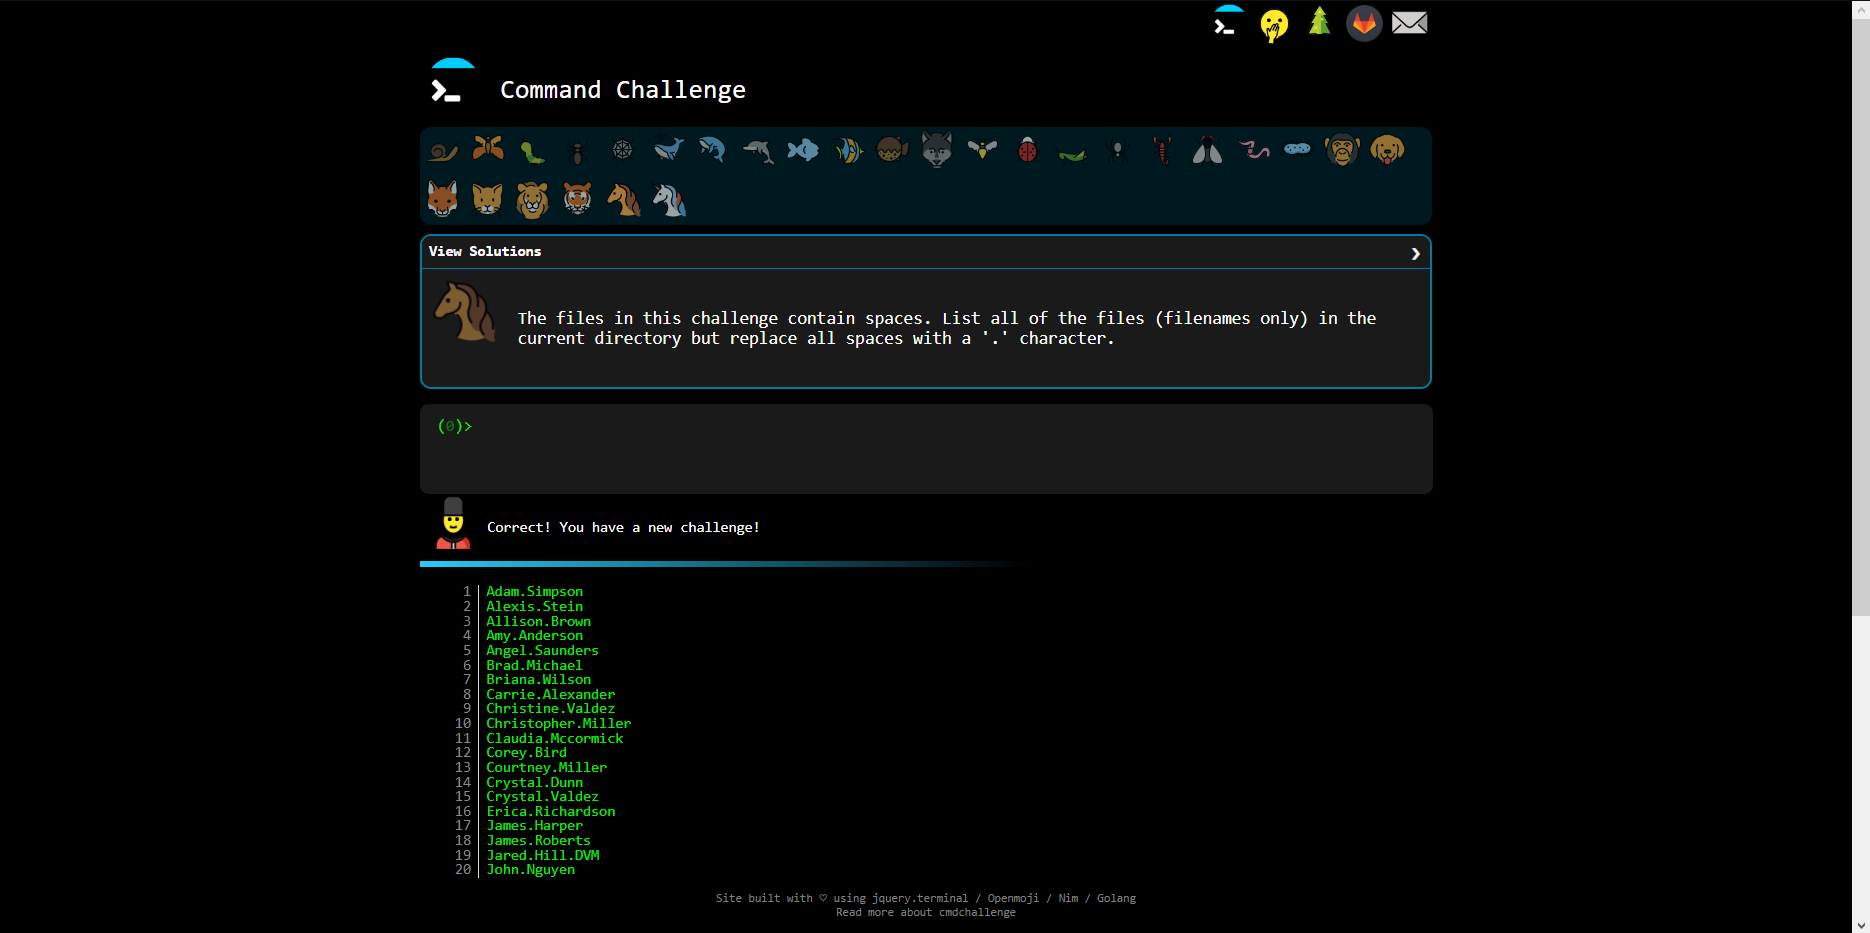 Command Challenge
View Solutions
The files in this challenge contain spaces. List all of the files (filenames only) in the
current directory but replace all spaces with a '.' character.
(0)>
Correct! You have a new challenge!
1 Adam.Simpson
2 Alexis.Stein
3 Allison.Brown
4 Amy.Anderson
5 Angel.Saunders
6 Brad.Michael
7 Briana.Wilson
8 Carrie.Alexander
9 Christine.Valdez
10 Christopher.Miller
11 Claudia.Mccormick
12 Corey.Bird
13 Courtney.Miller
14 Crystal.Dunn
15 Crystal.Valdez
16 Erica.Richardson
17 James.Harper
18 James.Roberts
19 Jared.Hill.DVM
20 John.Nguyen
Site built with ♡ using jquery.terminal / Openmoji / Nim / Golang
Read more about cmdchallenge